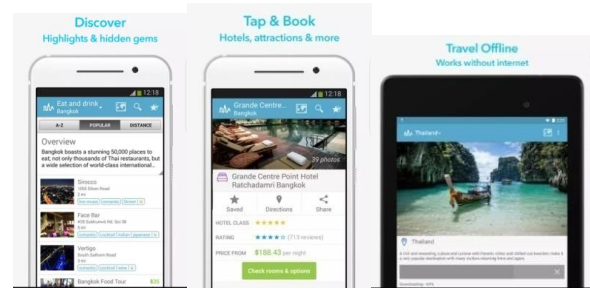 Discover
Highlights & hidden gems
12:18
Eat and drink
Bangkok
A-Z
POPULAR
DISTANCE
Overview
Bangkok boasts a stunning 50,000 places to
eat, not only thousands of Thai restaurants, but
a wide selection of world-class international...
Sirocco
Face Bar
Vertigo
Bangkok Food Tour
$35
Tap & Book
Hotels, attractions & more
12:18
Grande Centre..
Bangkok
39 photos
Grande Centre Point Hotel
Ratchadamri Bangkok
Saved
Directions
Share
HOTEL CLASS
RATING
(713 reviews)
PRICE FROM
$188.43 per night
Check rooms & options
Travel Offline
Works without internet
Thailand
Thailand